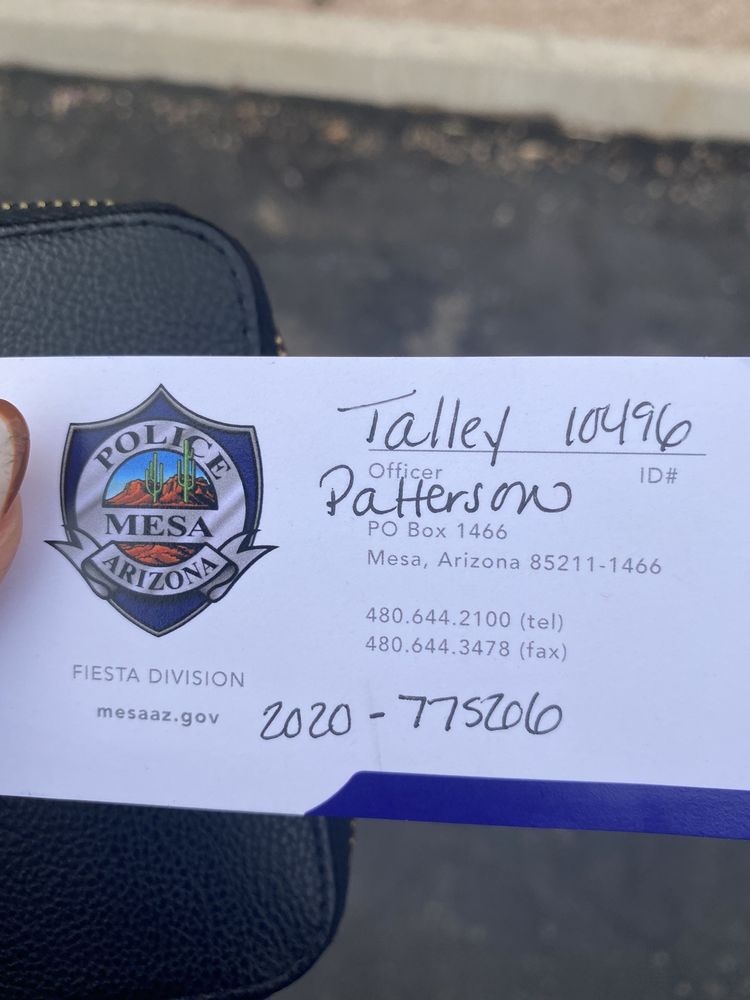 POLICE
MESA
ARIZONA
FIESTA DIVISION
mesaaz.gov
Talley 10496
Officer ID#
Patterson
PO Box 1466
Mesa, Arizona 85211-1466
480.644.2100 (tel)
480.644.3478 (fax)
2020-775206